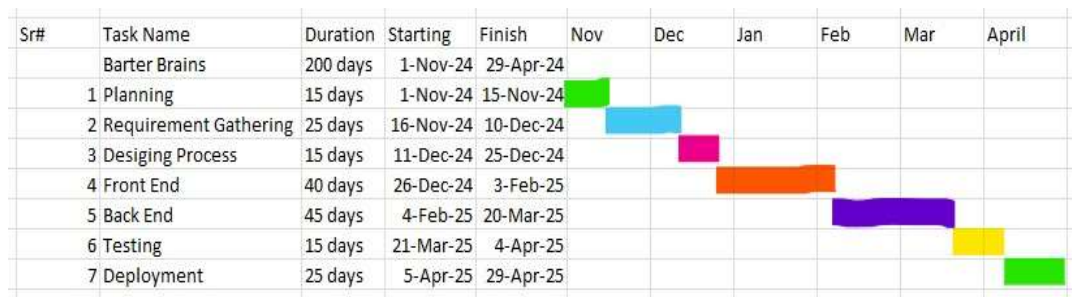 Sr# Task Name Duration Starting Finish Nov Dec Jan Feb Mar April
Barter Brains 200 days 1-Nov-24 29-Apr-24
1 Planning 15 days 1-Nov-24 15-Nov-24
2 Requirement Gathering 25 days 16-Nov-24 10-Dec-24
3 Desiging Process 15 days 11-Dec-24 25-Dec-24
4 Front End 40 days 26-Dec-24 3-Feb-25
5 Back End 45 days 4-Feb-25 20-Mar-25
6 Testing 15 days 21-Mar-25 4-Apr-25
7 Deployment 25 days 5-Apr-25 29-Apr-25